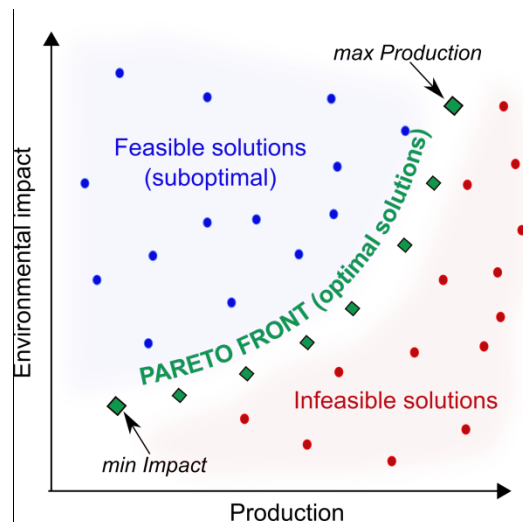 max Production
Feasible solutions
(suboptimal)
PARETO FRONT (optimal solutions)
Infeasible solutions
min Impact
Environmental impact
Production